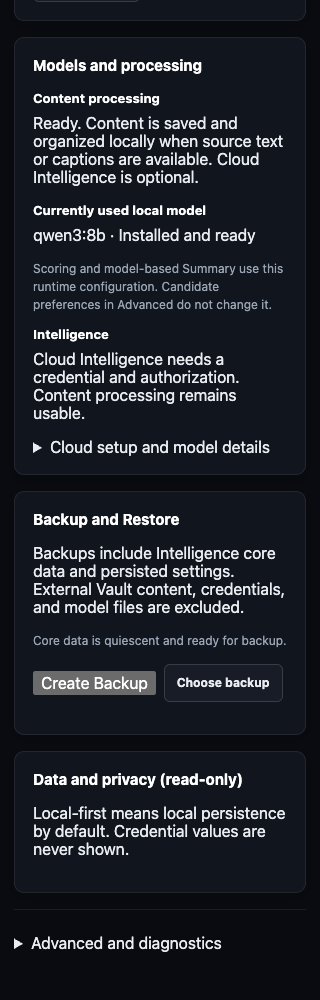 Models and processing
Content processing
Ready. Content is saved and
organized locally when source text
or captions are available. Cloud
Intelligence is optional.
Currently used local model
qwen3:8b · Installed and ready
Scoring and model-based Summary use this
runtime configuration. Candidate
preferences in Advanced do not change it.
Intelligence
Cloud Intelligence needs a
credential and authorization.
Content processing remains
usable.
Cloud setup and model details
Backup and Restore
Backups include Intelligence core
data and persisted settings.
External Vault content, credentials,
and model files are excluded.
Core data is quiescent and ready for backup.
Create Backup Choose backup
Data and privacy (read-only)
Local-first means local persistence
by default. Credential values are
never shown.
Advanced and diagnostics